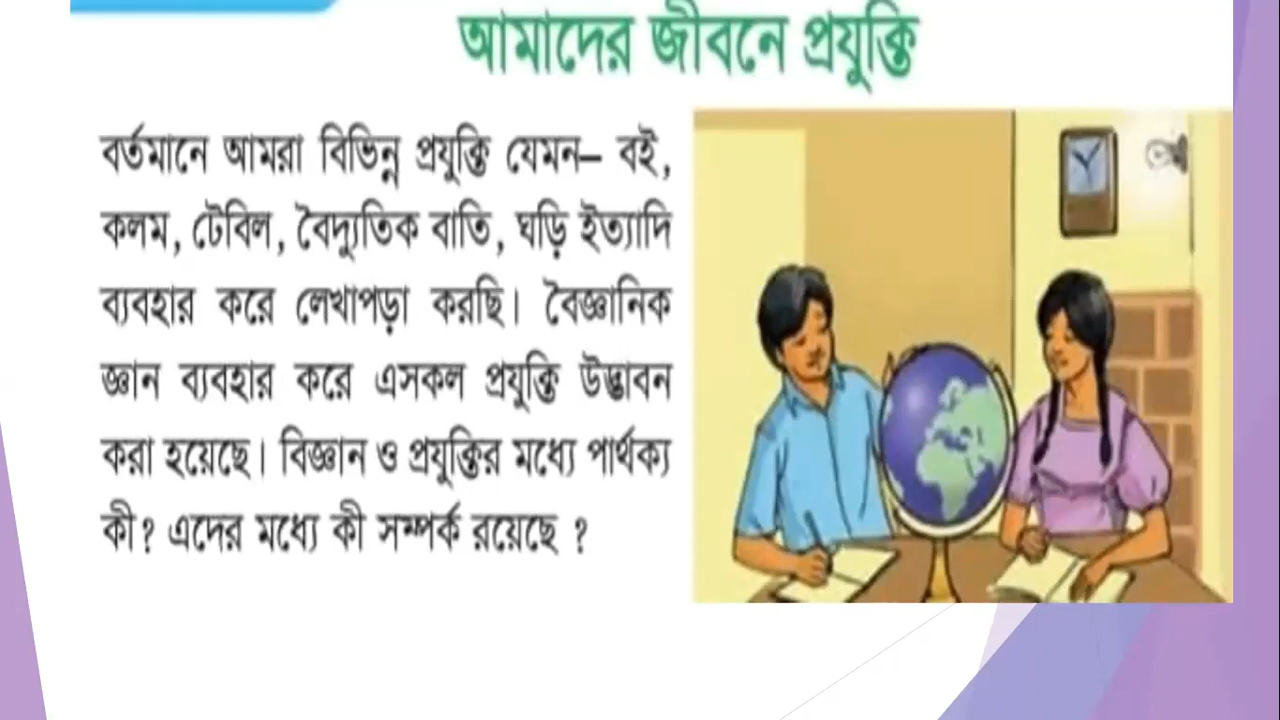 আমাদের জীবনে প্রযুক্তি
বর্তমানে আমরা বিভিন্ন প্রযুক্তি যেমন– বই,
কলম, টেবিল, বৈদ্যুতিক বাতি, ঘড়ি ইত্যাদি
ব্যবহার করে লেখাপড়া করছি। বৈজ্ঞানিক
জ্ঞান ব্যবহার করে এসকল প্রযুক্তি উদ্ভাবন
করা হয়েছে। বিজ্ঞান ও প্রযুক্তির মধ্যে পার্থক্য
কী? এদের মধ্যে কী সম্পর্ক রয়েছে ?